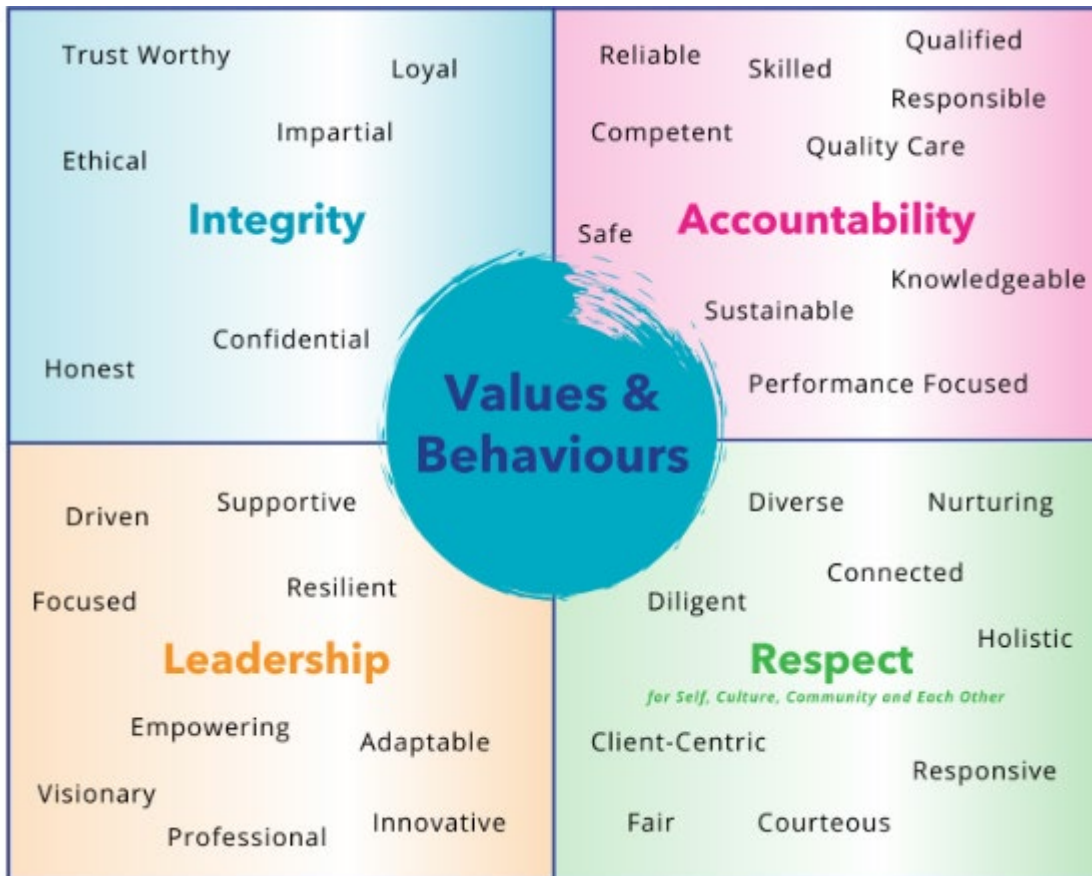 Trust Worthy
Loyal
Impartial
Ethical
Integrity
Confidential
Honest
Reliable
Skilled
Qualified
Responsible
Competent
Quality Care
Safe
Accountability
Knowledgeable
Sustainable
Performance Focused
Values &
Behaviours
Driven
Supportive
Focused
Resilient
Leadership
Empowering
Adaptable
Visionary
Professional
Innovative
Diverse
Nurturing
Connected
Diligent
Holistic
Respect
for Self, Culture, Community and Each Other
Client-Centric
Responsive
Fair
Courteous